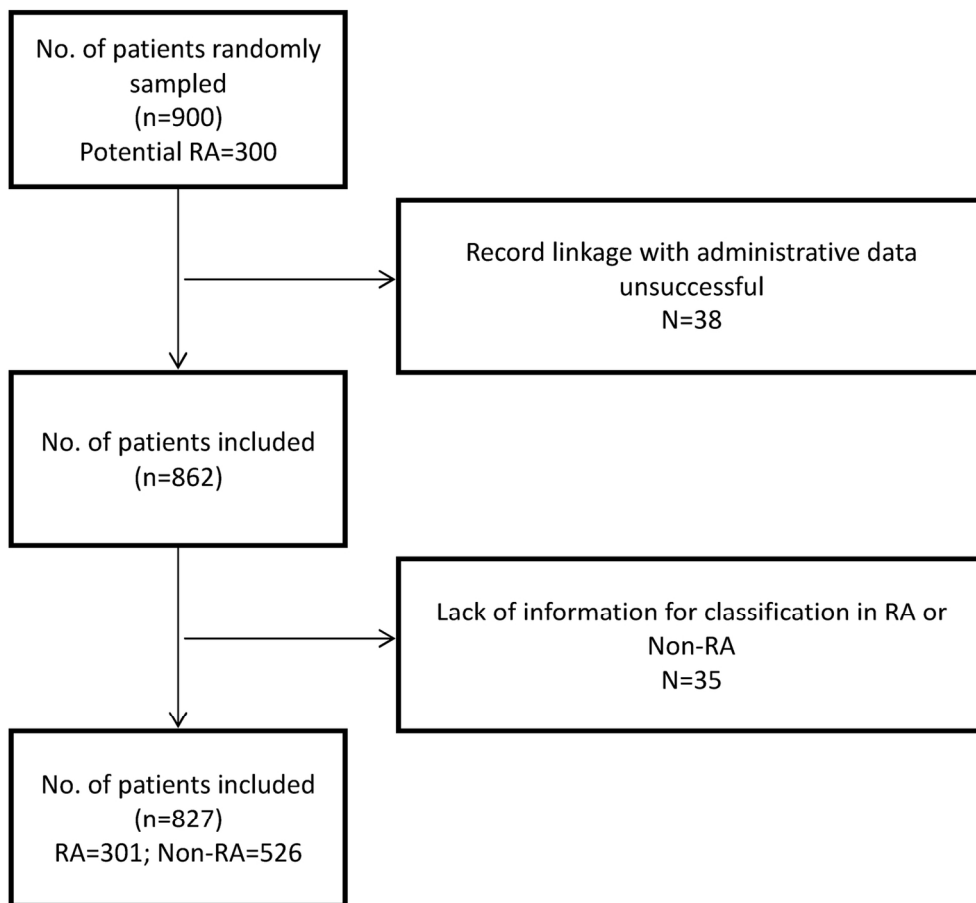 No. of patients randomly
sampled
(n=900)
Potential RA=300
Record linkage with administrative data
unsuccessful
N=38
No. of patients included
(n=862)
Lack of information for classification in RA or
Non-RA
N=35
No. of patients included
(n=827)
RA=301; Non-RA=526